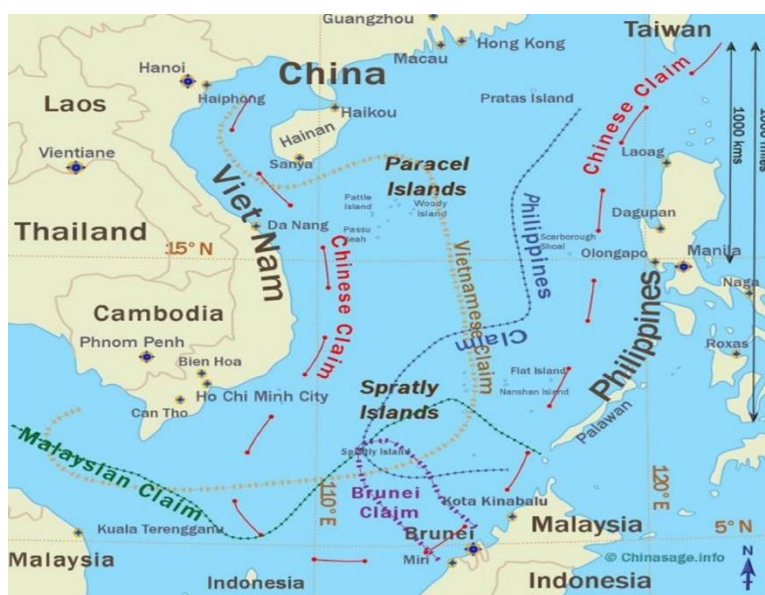 Guangzhou
Taiwan
Macau
Hong Kong
China
Hanoi
Haiphong
Laos
Haikou
Hainan
Pratas Island
Chinese Claim
1000 kms
1000 miles
Vientiane
Sanya
Paracel
Islands
Laoag
Viet Nam
Pattle
Island
Woody
Island
Philippines
Claim
Thailand
Da Nang
Passu
Keah
Dagupan
Scarborough
Shoal
15° N
Chinese Claim
Vietnamese Claim
Olongapo
Manila
Naga
Cambodia
Philippines
Phnom Penh
Bien Hoa
Roxas
Ho Chi Minh City
Can Tho
Spratly
Islands
Flat Island
Nanshan Island
Palawan
Malaysian Claim
Spratly Island
Brunei
Claim
Kota Kinabalu
110° E
120° E
Kuala Terengganu
Brunei
Malaysia
5° N
Malaysia
Miri
© Chinasage.info
N
Indonesia
Indonesia